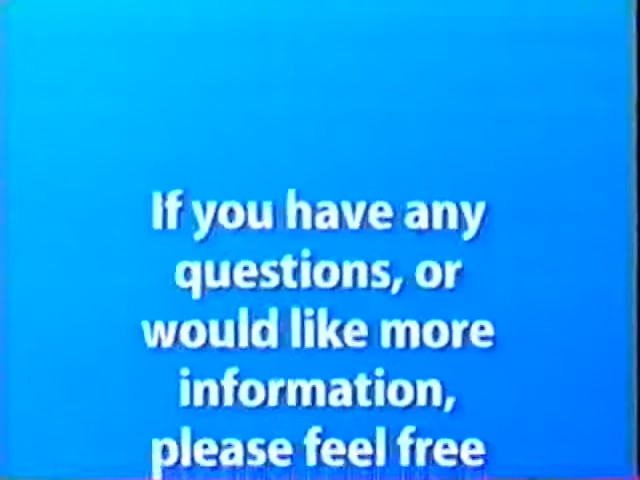 If you have any
questions, or
would like more
information,
please feel free